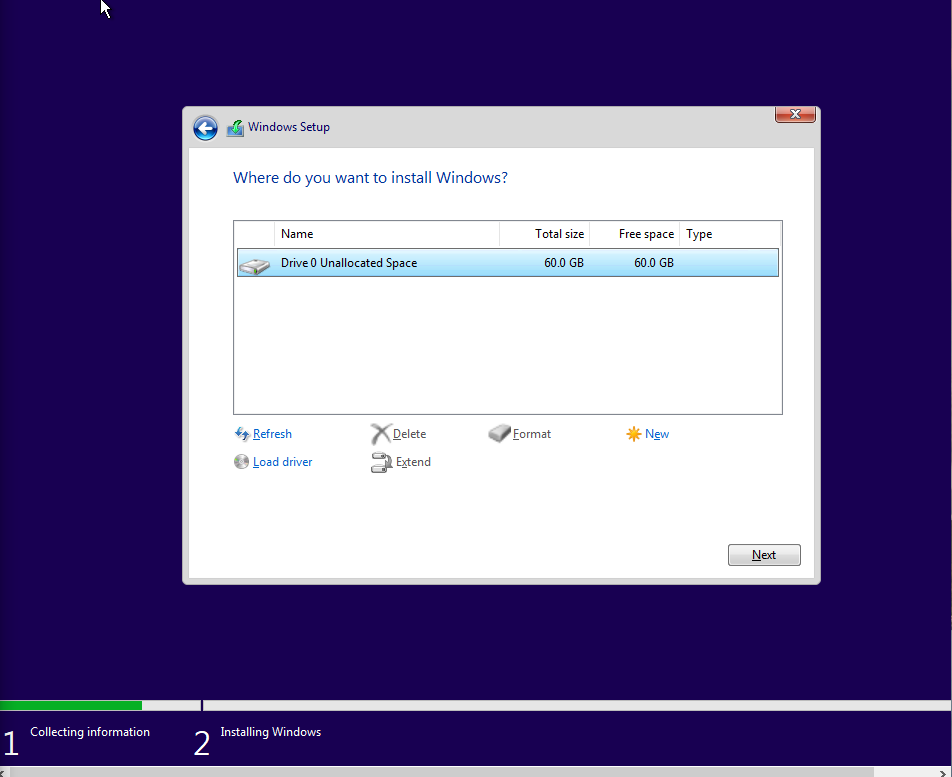 Windows Setup
Where do you want to install Windows?
Name Total size Free space Type
Drive 0 Unallocated Space 60.0 GB 60.0 GB
Refresh Delete Format New
Load driver Extend
Next
1 Collecting information 2 Installing Windows